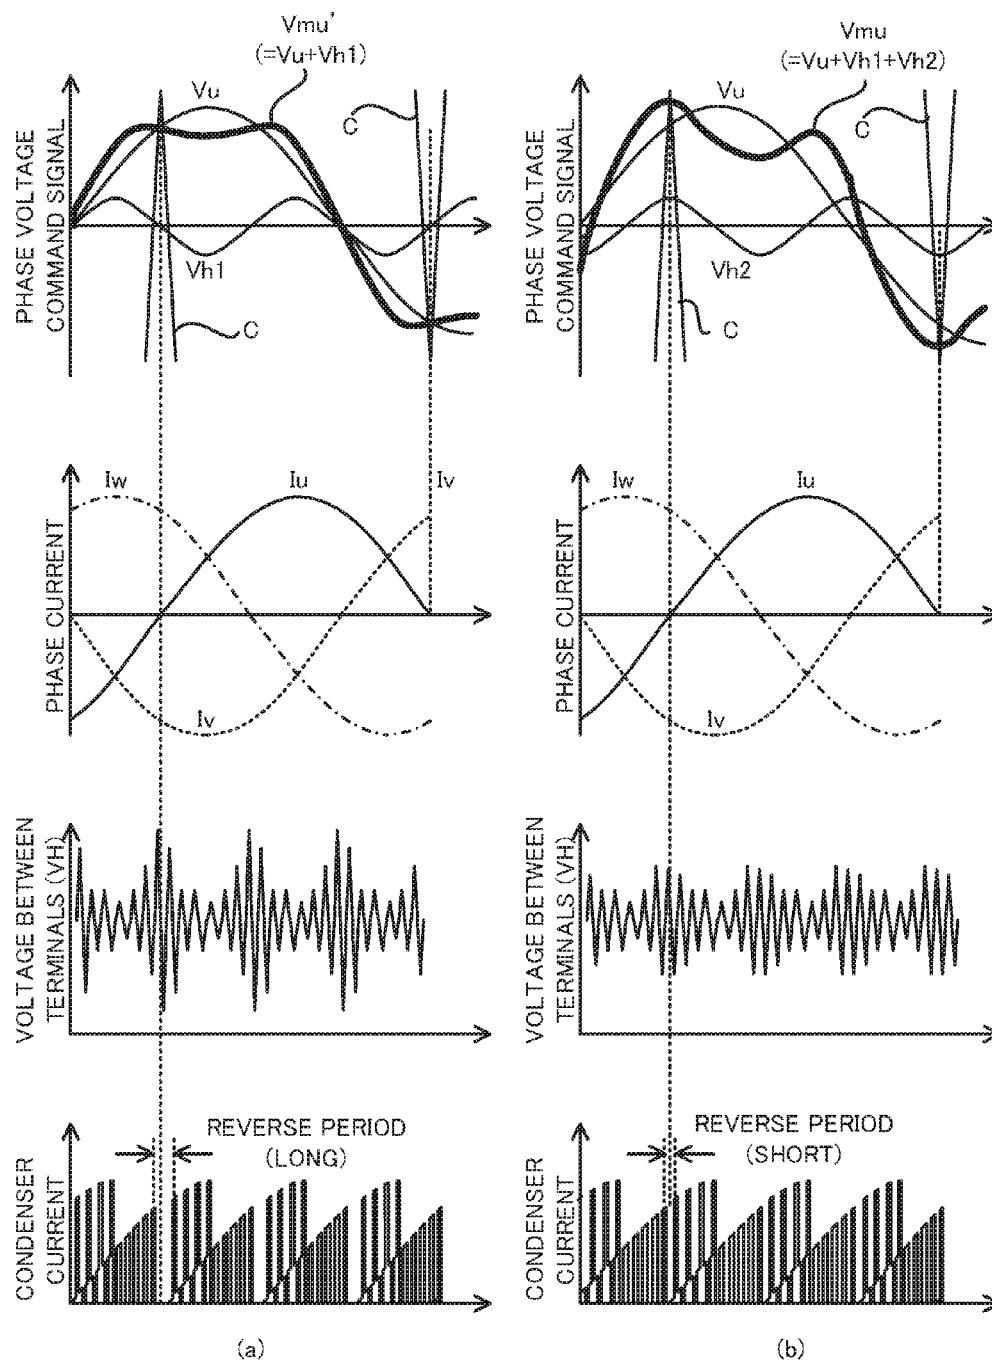 Vmu'
(=Vu+Vh1)
Vu
C
Vh1
C
PHASE VOLTAGE
COMMAND SIGNAL
Iw
Iu
Iv
Iv
PHASE CURRENT
VOLTAGE BETWEEN
TERMINALS (VH)
REVERSE PERIOD
(LONG)
CONDENSER
CURRENT
(a)
Vmu
(=Vu+Vh1+Vh2)
Vu
C
Vh2
C
PHASE VOLTAGE
COMMAND SIGNAL
Iw
Iu
Iv
PHASE CURRENT
VOLTAGE BETWEEN
TERMINALS (VH)
REVERSE PERIOD
(SHORT)
CONDENSER
CURRENT
(b)